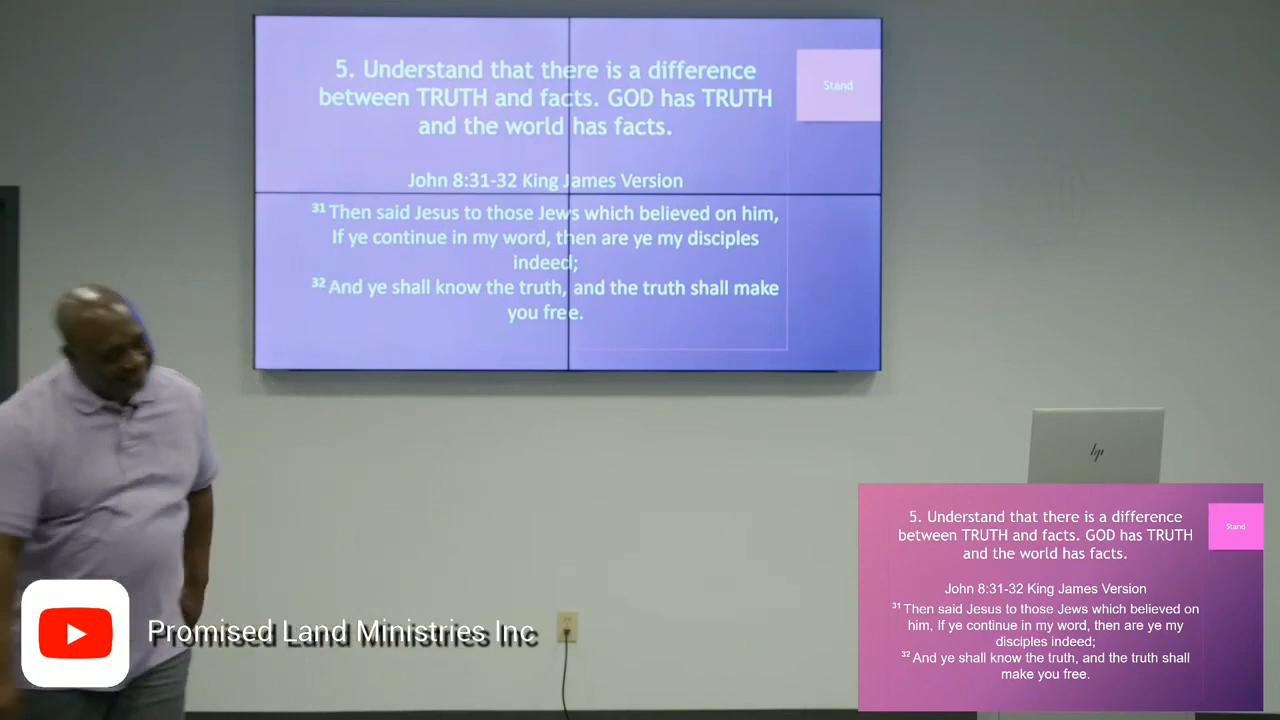 5. Understand that there is a difference
between TRUTH and facts. GOD has TRUTH
and the world has facts.
Stand
John 8:31-32 King James Version
31 Then said Jesus to those Jews which believed on him,
If ye continue in my word, then are ye my disciples
indeed;
32 And ye shall know the truth, and the truth shall make
you free.
hp
5. Understand that there is a difference
between TRUTH and facts. GOD has TRUTH
and the world has facts.
Stand
John 8:31-32 King James Version
31 Then said Jesus to those Jews which believed on
him, If ye continue in my word, then are ye my
disciples indeed;
32 And ye shall know the truth, and the truth shall
make you free.
Promised Land Ministries Inc